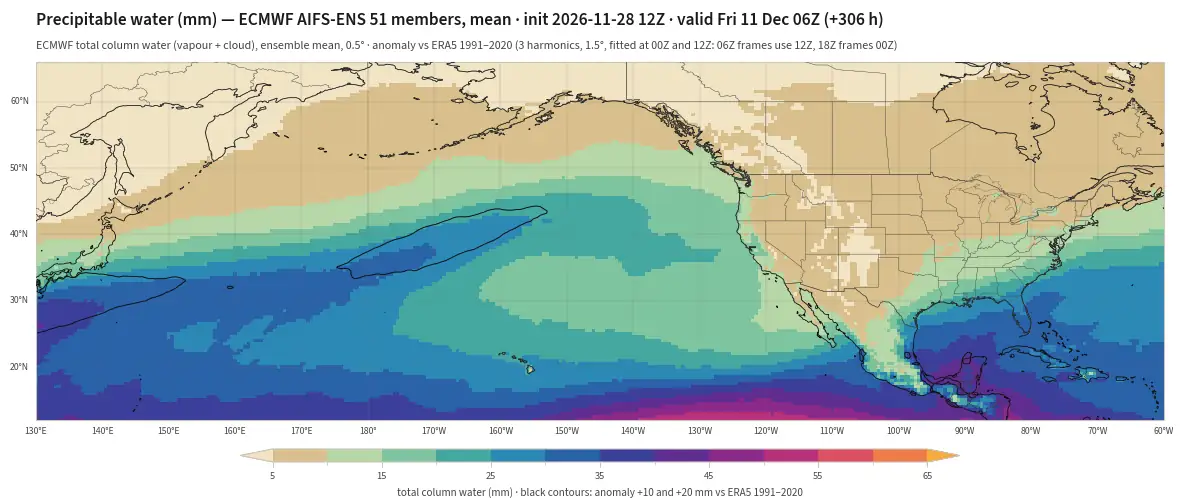 Precipitable water (mm) — ECMWF AIFS-ENS 51 members, mean · init 2026-11-28 12Z · valid Fri 11 Dec 06Z (+306 h)
ECMWF total column water (vapour + cloud), ensemble mean, 0.5° · anomaly vs ERA5 1991–2020 (3 harmonics, 1.5°, fitted at 00Z and 12Z: 06Z frames use 12Z, 18Z frames 00Z)
60°N
50°N
40°N
30°N
20°N
130°E 140°E 150°E 160°E 170°E 180° 170°W 160°W 150°W 140°W 130°W 120°W 110°W 100°W 90°W 80°W 70°W 60°W
5 15 25 35 45 55 65
total column water (mm) · black contours: anomaly +10 and +20 mm vs ERA5 1991–2020